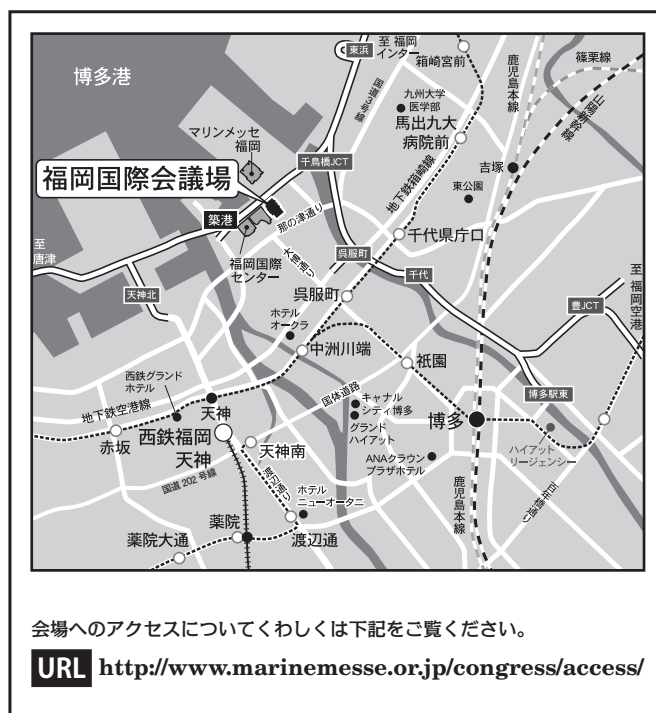 至 福岡
インター
東浜
箱崎宮前
鹿児島本線
篠栗線
山陽新幹線
国道3号線
博多港
九州大学
医学部
馬出九大
病院前
マリンメッセ
福岡
千鳥橋JCT
吉塚
福岡国際会議場
地下鉄箱崎線
東公園
築港
那の津通り
千代県庁口
至
唐津
福岡国際
センター
大博通り
呉服町
千代
至 福岡空港
天神北
呉服町
豊JCT
ホテル
オークラ
中洲川端
祇園
西鉄グランド
ホテル
国体道路
キャナル
シティ博多
博多駅東
地下鉄空港線
天神
グランド
ハイアット
博多
赤坂
西鉄福岡
天神
天神南
ANAクラウン
プラザホテル
ハイアット
リージェンシー
国道202号線
渡辺通り
ホテル
ニューオータニ
鹿児島本線
百年橋通り
薬院
薬院大通
渡辺通
会場へのアクセスについてくわしくは下記をご覧ください。
URL http://www.marinemesse.or.jp/congress/access/